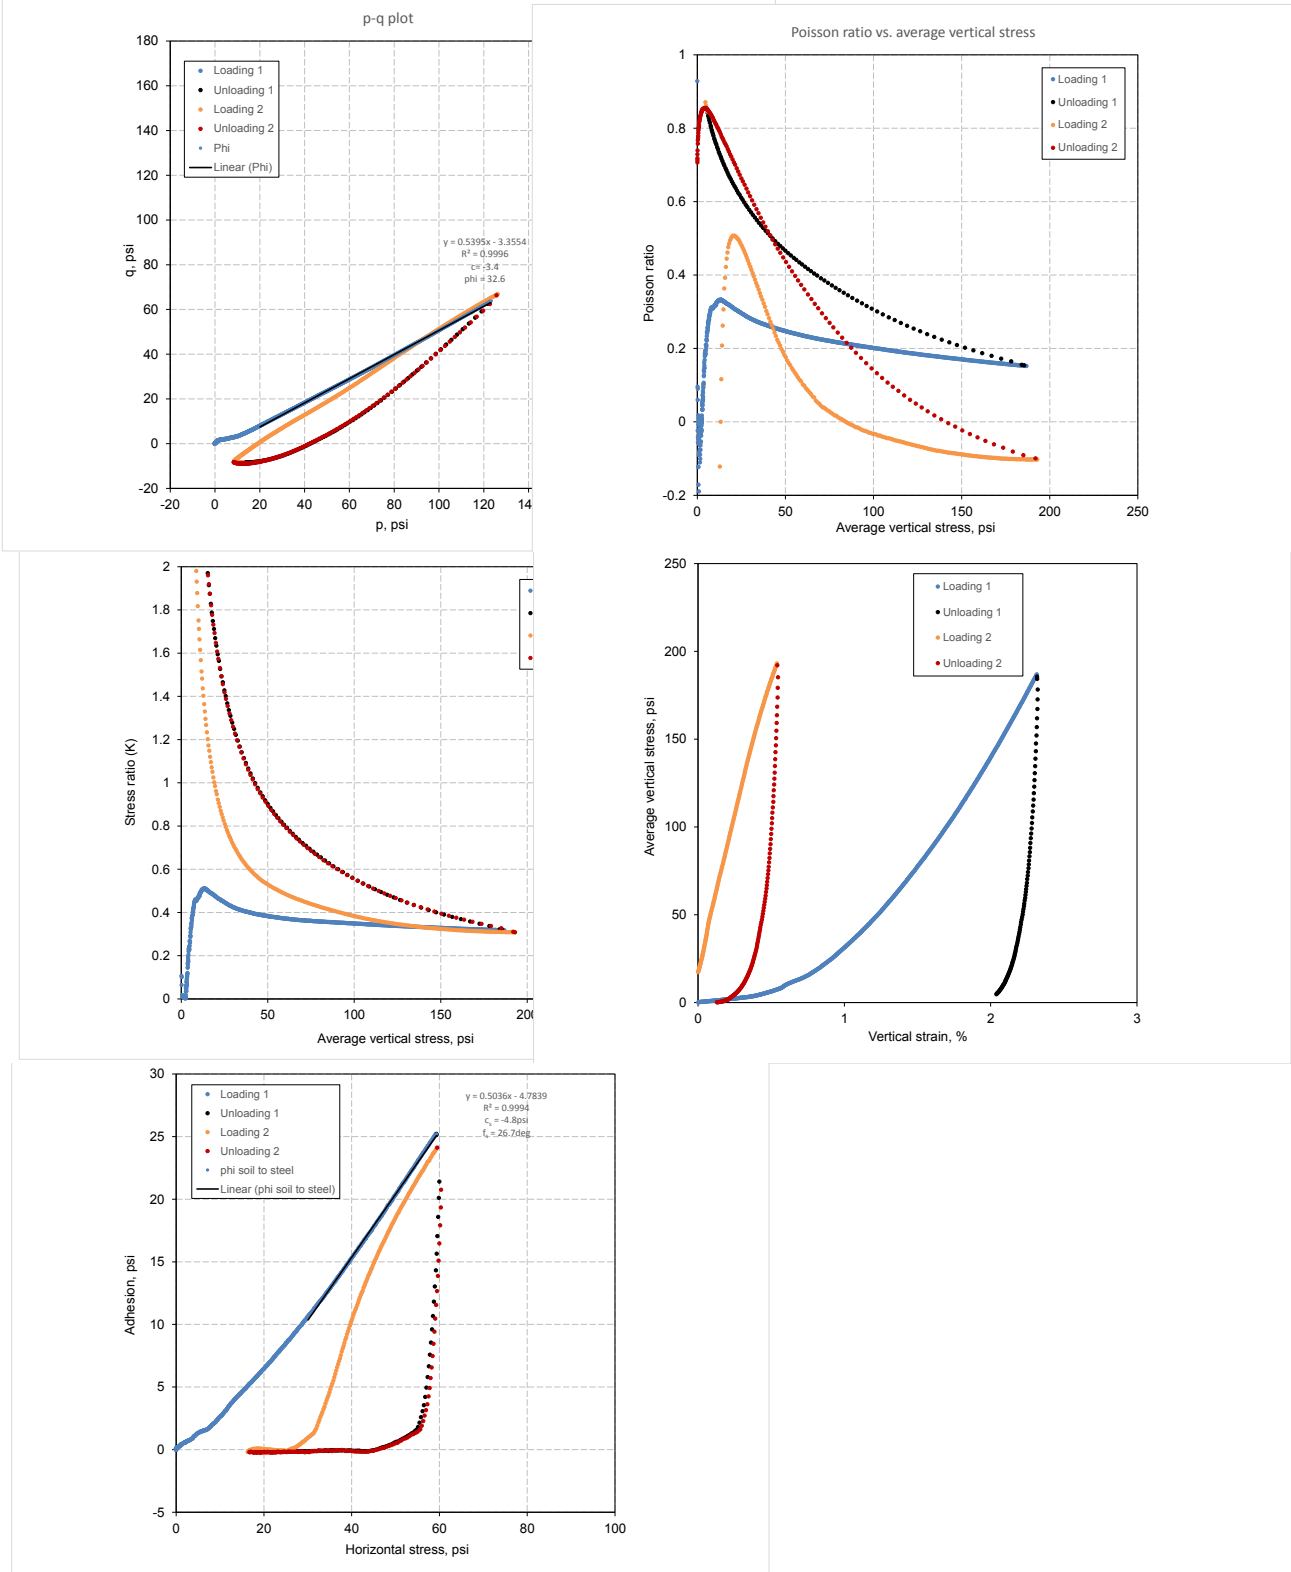 p-q plot
180
160
140
120
100
80
60
40
20
0
-20
q, psi
Loading 1
Unloading 1
Loading 2
Unloading 2
Phi
Linear (Phi)
y = 0.5395x - 3.3554
R² = 0.9996
c= -3.4
phi = 32.6
-20 0 20 40 60 80 100 120 14
p, psi
Poisson ratio vs. average vertical stress
1
0.8
0.6
0.4
0.2
0
-0.2
Poisson ratio
Loading 1
Unloading 1
Loading 2
Unloading 2
0 50 100 150 200 250
Average vertical stress, psi
2
1.8
1.6
1.4
1.2
1
0.8
0.6
0.4
0.2
0
Stress ratio (K)
0 50 100 150 200
Average vertical stress, psi
250
200
150
100
50
0
Average vertical stress, psi
Loading 1
Unloading 1
Loading 2
Unloading 2
0 1 2 3
Vertical strain, %
30
25
20
15
10
5
0
-5
Adhesion, psi
Loading 1
Unloading 1
Loading 2
Unloading 2
phi soil to steel
Linear (phi soil to steel)
y = 0.5036x - 4.7839
R² = 0.9994
= -4.8psi
= 26.7deg
0 20 40 60 80 100
Horizontal stress, psi